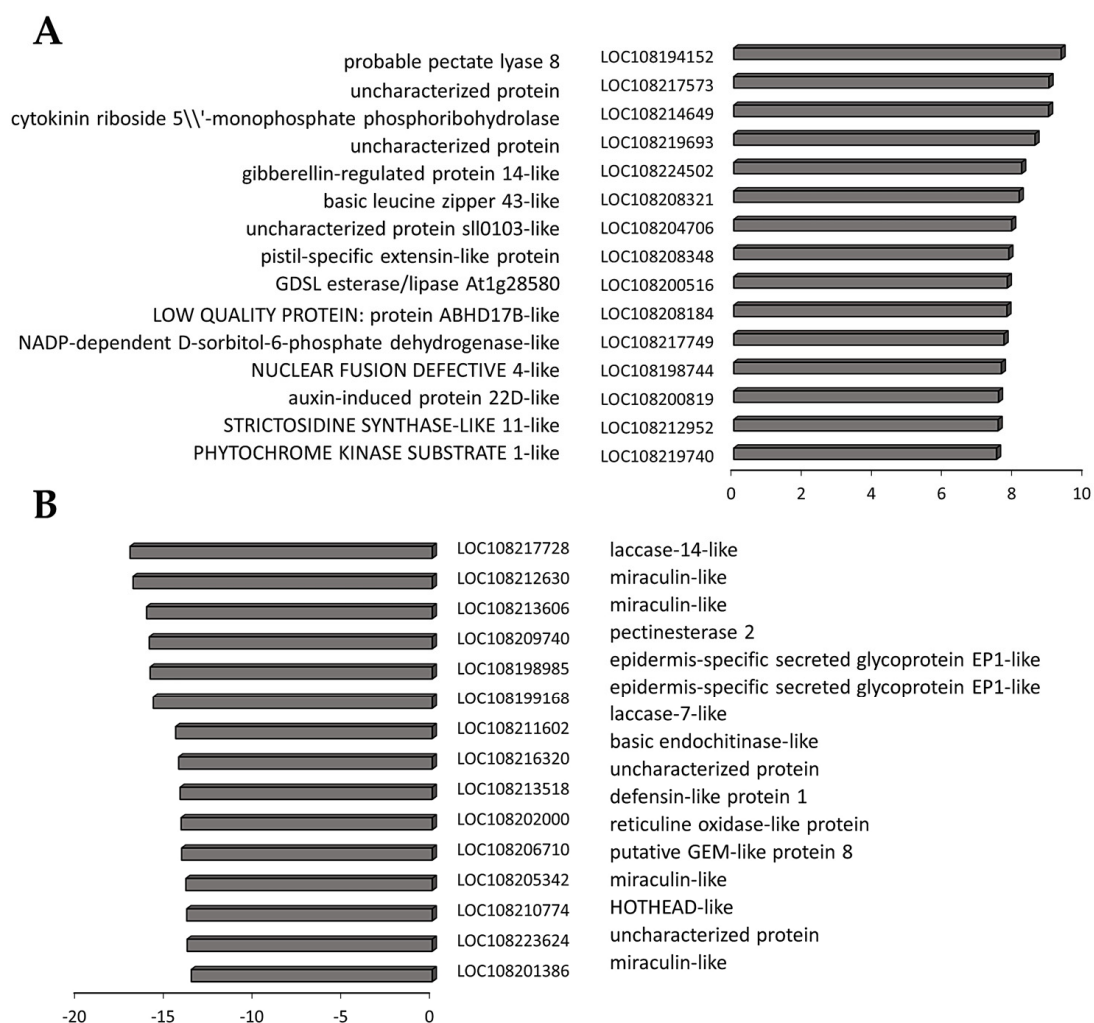 A
probable pectate lyase 8 LOC108194152
uncharacterized protein LOC108217573
cytokinin riboside 5\\'-monophosphate phosphoribohydrolase LOC108214649
uncharacterized protein LOC108219693
gibberellin-regulated protein 14-like LOC108224502
basic leucine zipper 43-like LOC108208321
uncharacterized protein sll0103-like LOC108204706
pistil-specific extensin-like protein LOC108208348
GDSL esterase/lipase At1g28580 LOC108200516
LOW QUALITY PROTEIN: protein ABHD17B-like LOC108208184
NADP-dependent D-sorbitol-6-phosphate dehydrogenase-like LOC108217749
NUCLEAR FUSION DEFECTIVE 4-like LOC108198744
auxin-induced protein 22D-like LOC108200819
STRICTOSIDINE SYNTHASE-LIKE 11-like LOC108212952
PHYTOCHROME KINASE SUBSTRATE 1-like LOC108219740
0 2 4 6 8 10
B
LOC108217728 laccase-14-like
LOC108212630 miraculin-like
LOC108213606 miraculin-like
LOC108209740 pectinesterase 2
LOC108198985 epidermis-specific secreted glycoprotein EP1-like
LOC108199168 epidermis-specific secreted glycoprotein EP1-like
LOC108211602 laccase-7-like
LOC108216320 basic endochitinase-like
LOC108213518 uncharacterized protein
LOC108202000 defensin-like protein 1
LOC108206710 reticuline oxidase-like protein
LOC108205342 putative GEM-like protein 8
LOC108210774 miraculin-like
LOC108223624 HOTHEAD-like
LOC108201386 uncharacterized protein
miraculin-like
-20 -15 -10 -5 0